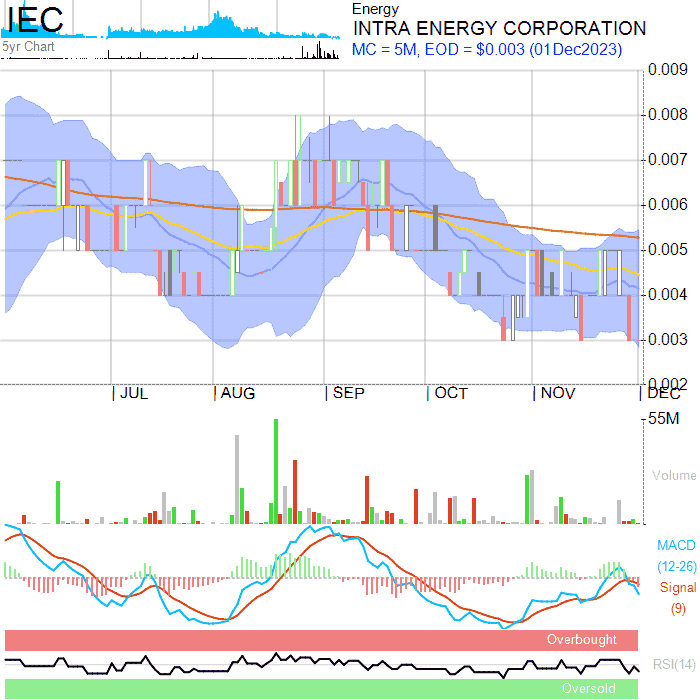 IEC
5yr Chart
Energy
INTRA ENERGY CORPORATION
MC = 5M, EOD = $0.003 (01Dec2023)
0.009
0.008
0.007
0.006
0.005
0.004
0.003
0.002
JUL
AUG
SEP
OCT
NOV
DEC
55M
Volume
MACD
(12-26)
Signal
(9)
Overbought
RSI(14)
Oversold